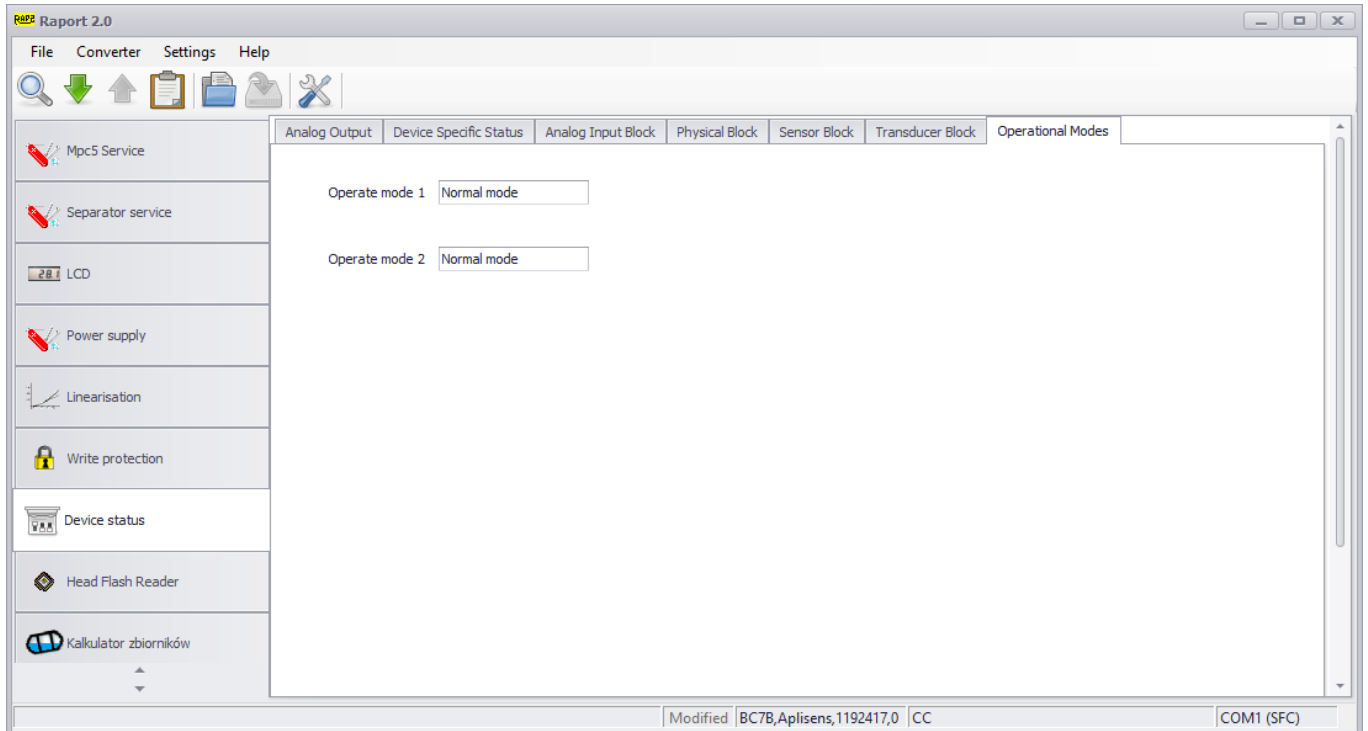 RAP2 Raport 2.0
File Converter Settings Help
Mpc5 Service
Separator service
28.1 LCD
Power supply
Linearisation
Write protection
Device status
Head Flash Reader
Kalkulator zbiorników
Analog Output Device Specific Status Analog Input Block Physical Block Sensor Block Transducer Block Operational Modes
Operate mode 1 Normal mode
Operate mode 2 Normal mode
Modified BC7B,Aplisens,1192417,0 CC COM1 (SFC)